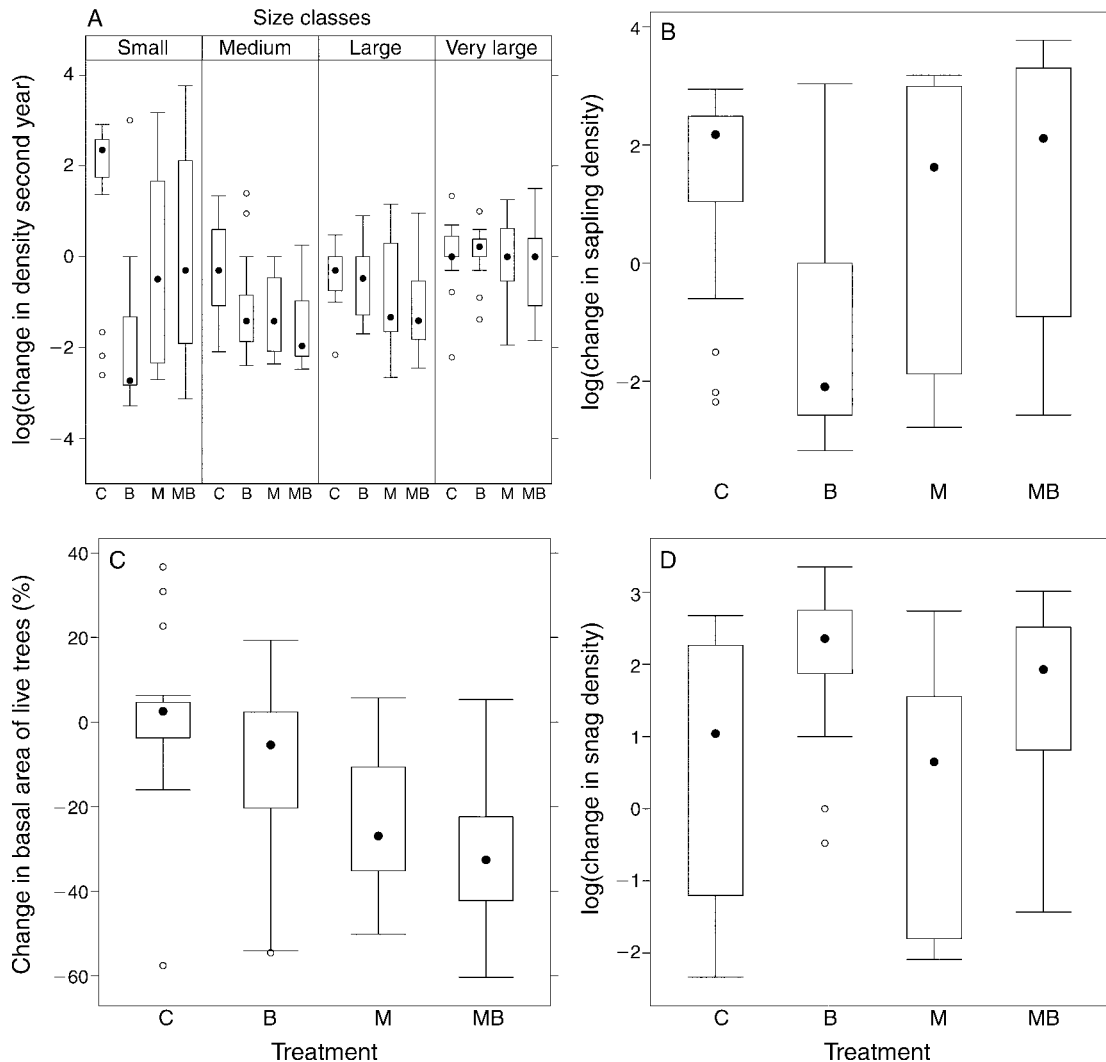 A
Size classes
Small Medium Large Very large
log(change in density second year)
4
2
0
−2
−4
C B M MB C B M MB C B M MB C B M MB
B
log(change in sapling density)
4
2
0
−2
C B M MB
C
Change in basal area of live trees (%)
40
20
0
−20
−40
−60
C B M MB
Treatment
D
log(change in snag density)
3
2
1
0
−1
−2
C B M MB
Treatment